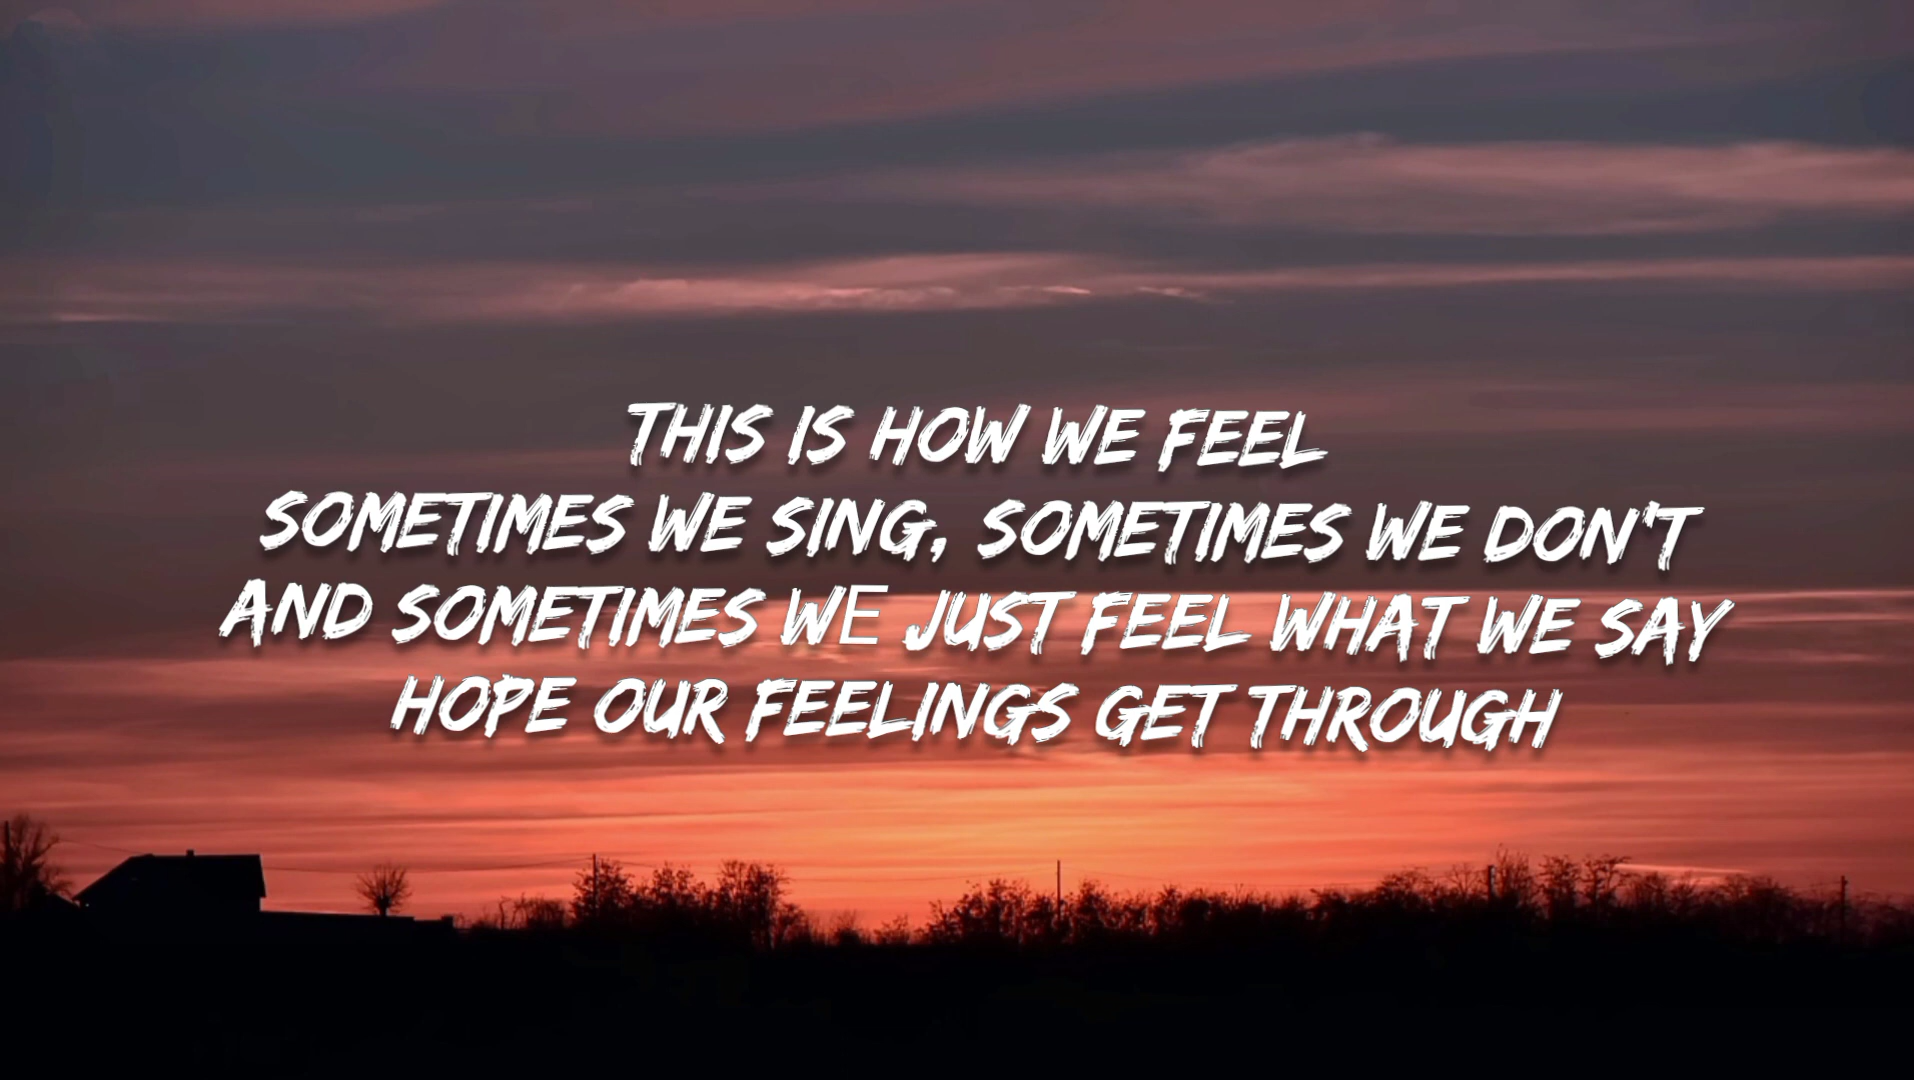 THIS IS HOW WE FEEL
SOMETIMES WE SING, SOMETIMES WE DON'T
AND SOMETIMES WE JUST FEEL WHAT WE SAY
HOPE OUR FEELINGS GET THROUGH